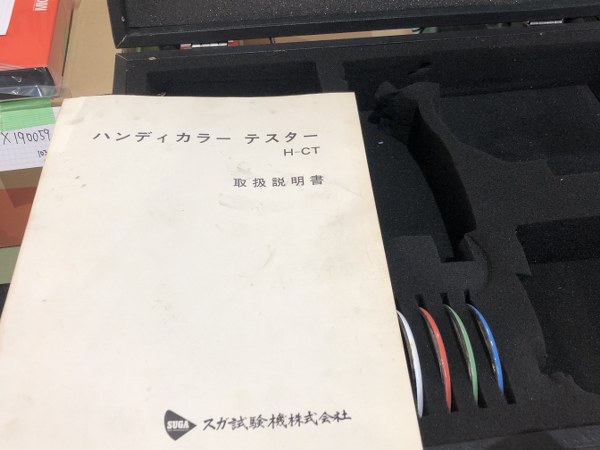 ハンディカラー テスター
H-CT
取扱説明書
SUGA
スガ試験機株式会社
X190059